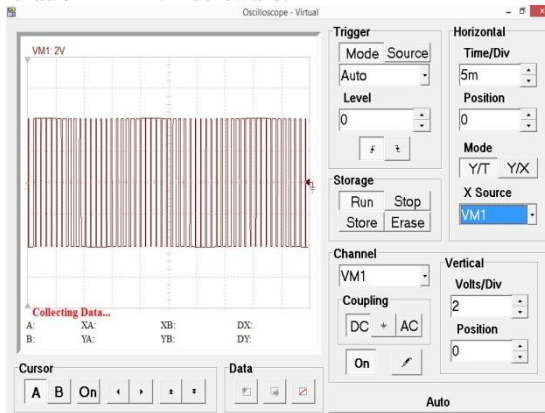 Oscilloscope - Virtual
VM1: 2V
Collecting Data...
A: XA: XB: DX:
B: YA: YB: DY:
Cursor
A B On
Data
Trigger
Mode Source
Auto
Level
0
Storage
Run Stop
Store Erase
Channel
VM1
Coupling
DC AC
On
Horizontal
Time/Div
5m
Position
0
Mode
Y/T Y/X
X Source
VM1
Vertical
Volts/Div
2
Position
0
Auto